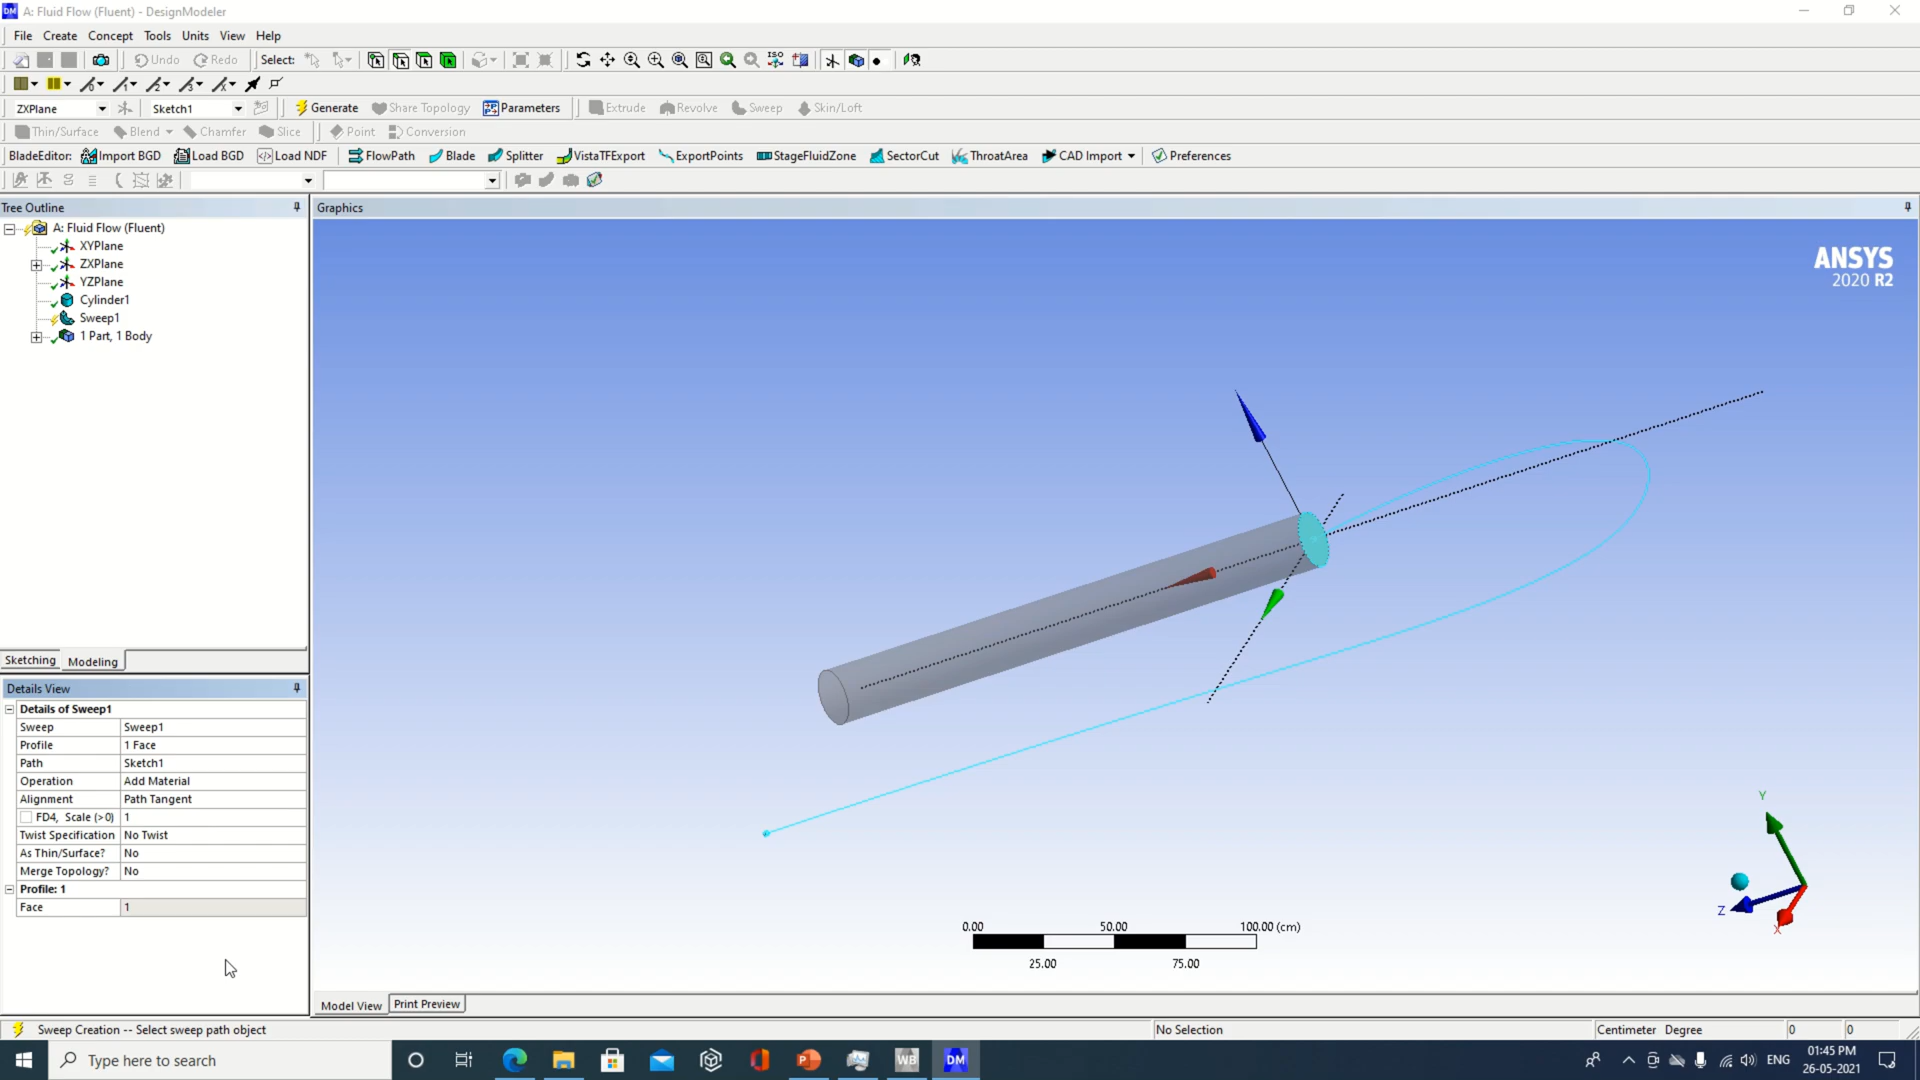 A: Fluid Flow (Fluent) - DesignModeler
File Create Concept Tools Units View Help
Undo Redo Select: ISO
ZXPlane Sketch1 Generate Share Topology Parameters Extrude Revolve Sweep Skin/Loft
Thin/Surface Blend Chamfer Slice Point Conversion
BladeEditor: Import BGD Load BGD Load NDF FlowPath Blade Splitter VistaTFExport ExportPoints StageFluidZone SectorCut ThroatArea CAD Import Preferences
Tree Outline
Graphics
A: Fluid Flow (Fluent)
XYPlane
ZXPlane
YZPlane
Cylinder1
Sweep1
1 Part, 1 Body
ANSYS
2020 R2
Sketching Modeling
Details View
Details of Sweep1
Sweep Sweep1
Profile 1 Face
Path Sketch1
Operation Add Material
Alignment Path Tangent
FD4, Scale (>0) 1
Twist Specification No Twist
As Thin/Surface? No
Merge Topology? No
Profile: 1
Face 1
Y
Z
X
0.00 50.00 100.00 (cm)
25.00 75.00
Model View Print Preview
Sweep Creation -- Select sweep path object
No Selection
Centimeter Degree 0 0
Type here to search
WB
DM
ENG
01:45 PM
26-05-2021